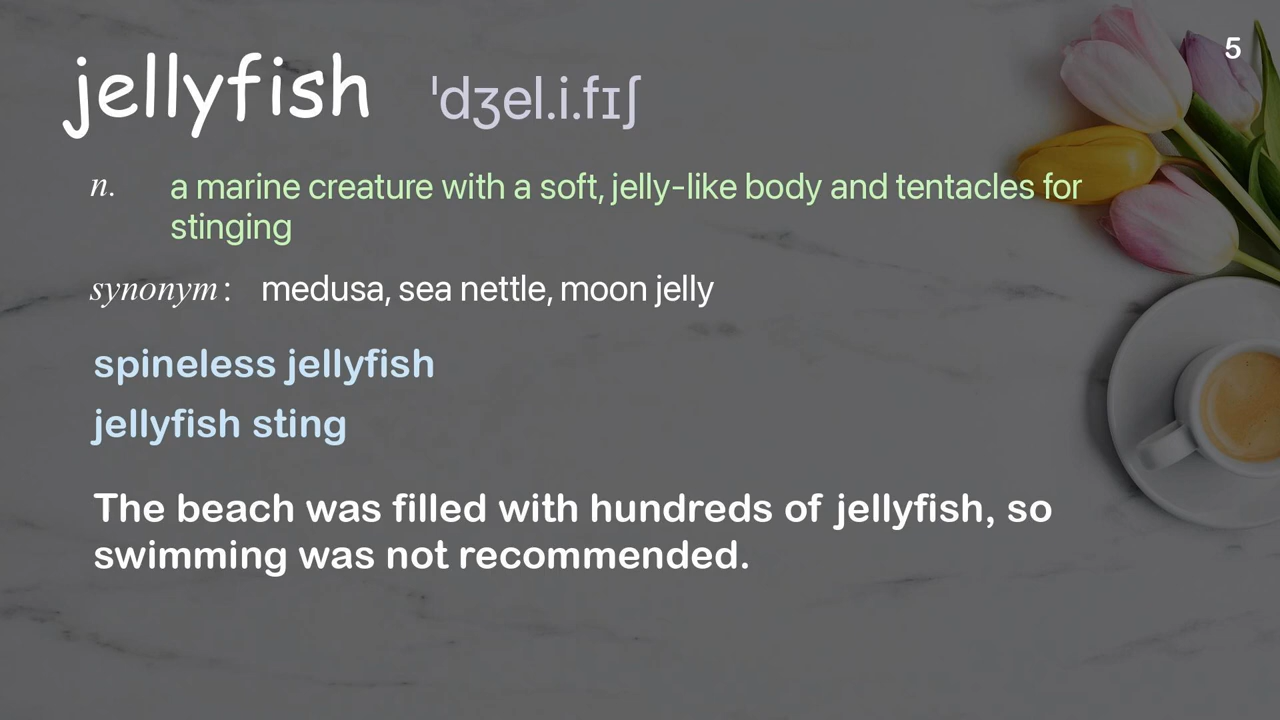 5
jellyfish ˈdʒel.i.fɪʃ
n. a marine creature with a soft, jelly-like body and tentacles for
stinging
synonym : medusa, sea nettle, moon jelly
spineless jellyfish
jellyfish sting
The beach was filled with hundreds of jellyfish, so
swimming was not recommended.